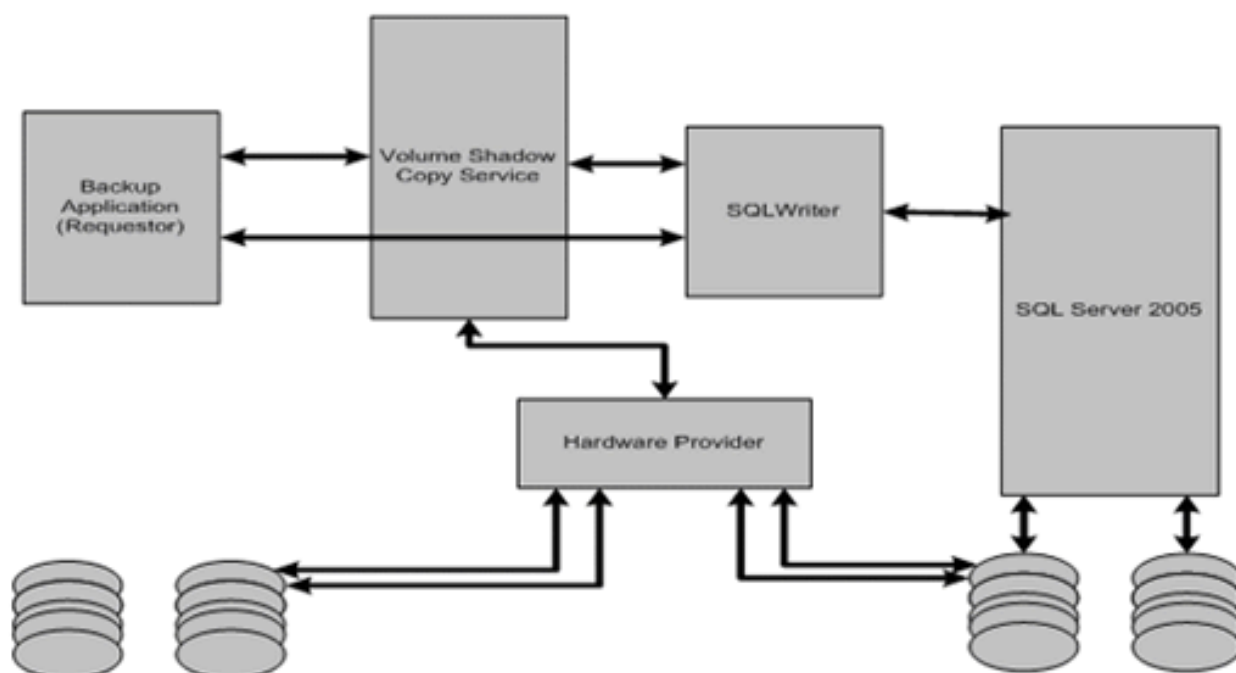 Backup
Application
(Requestor)
Volume Shadow
Copy Service
SQLWriter
SQL Server 2005
Hardware Provider